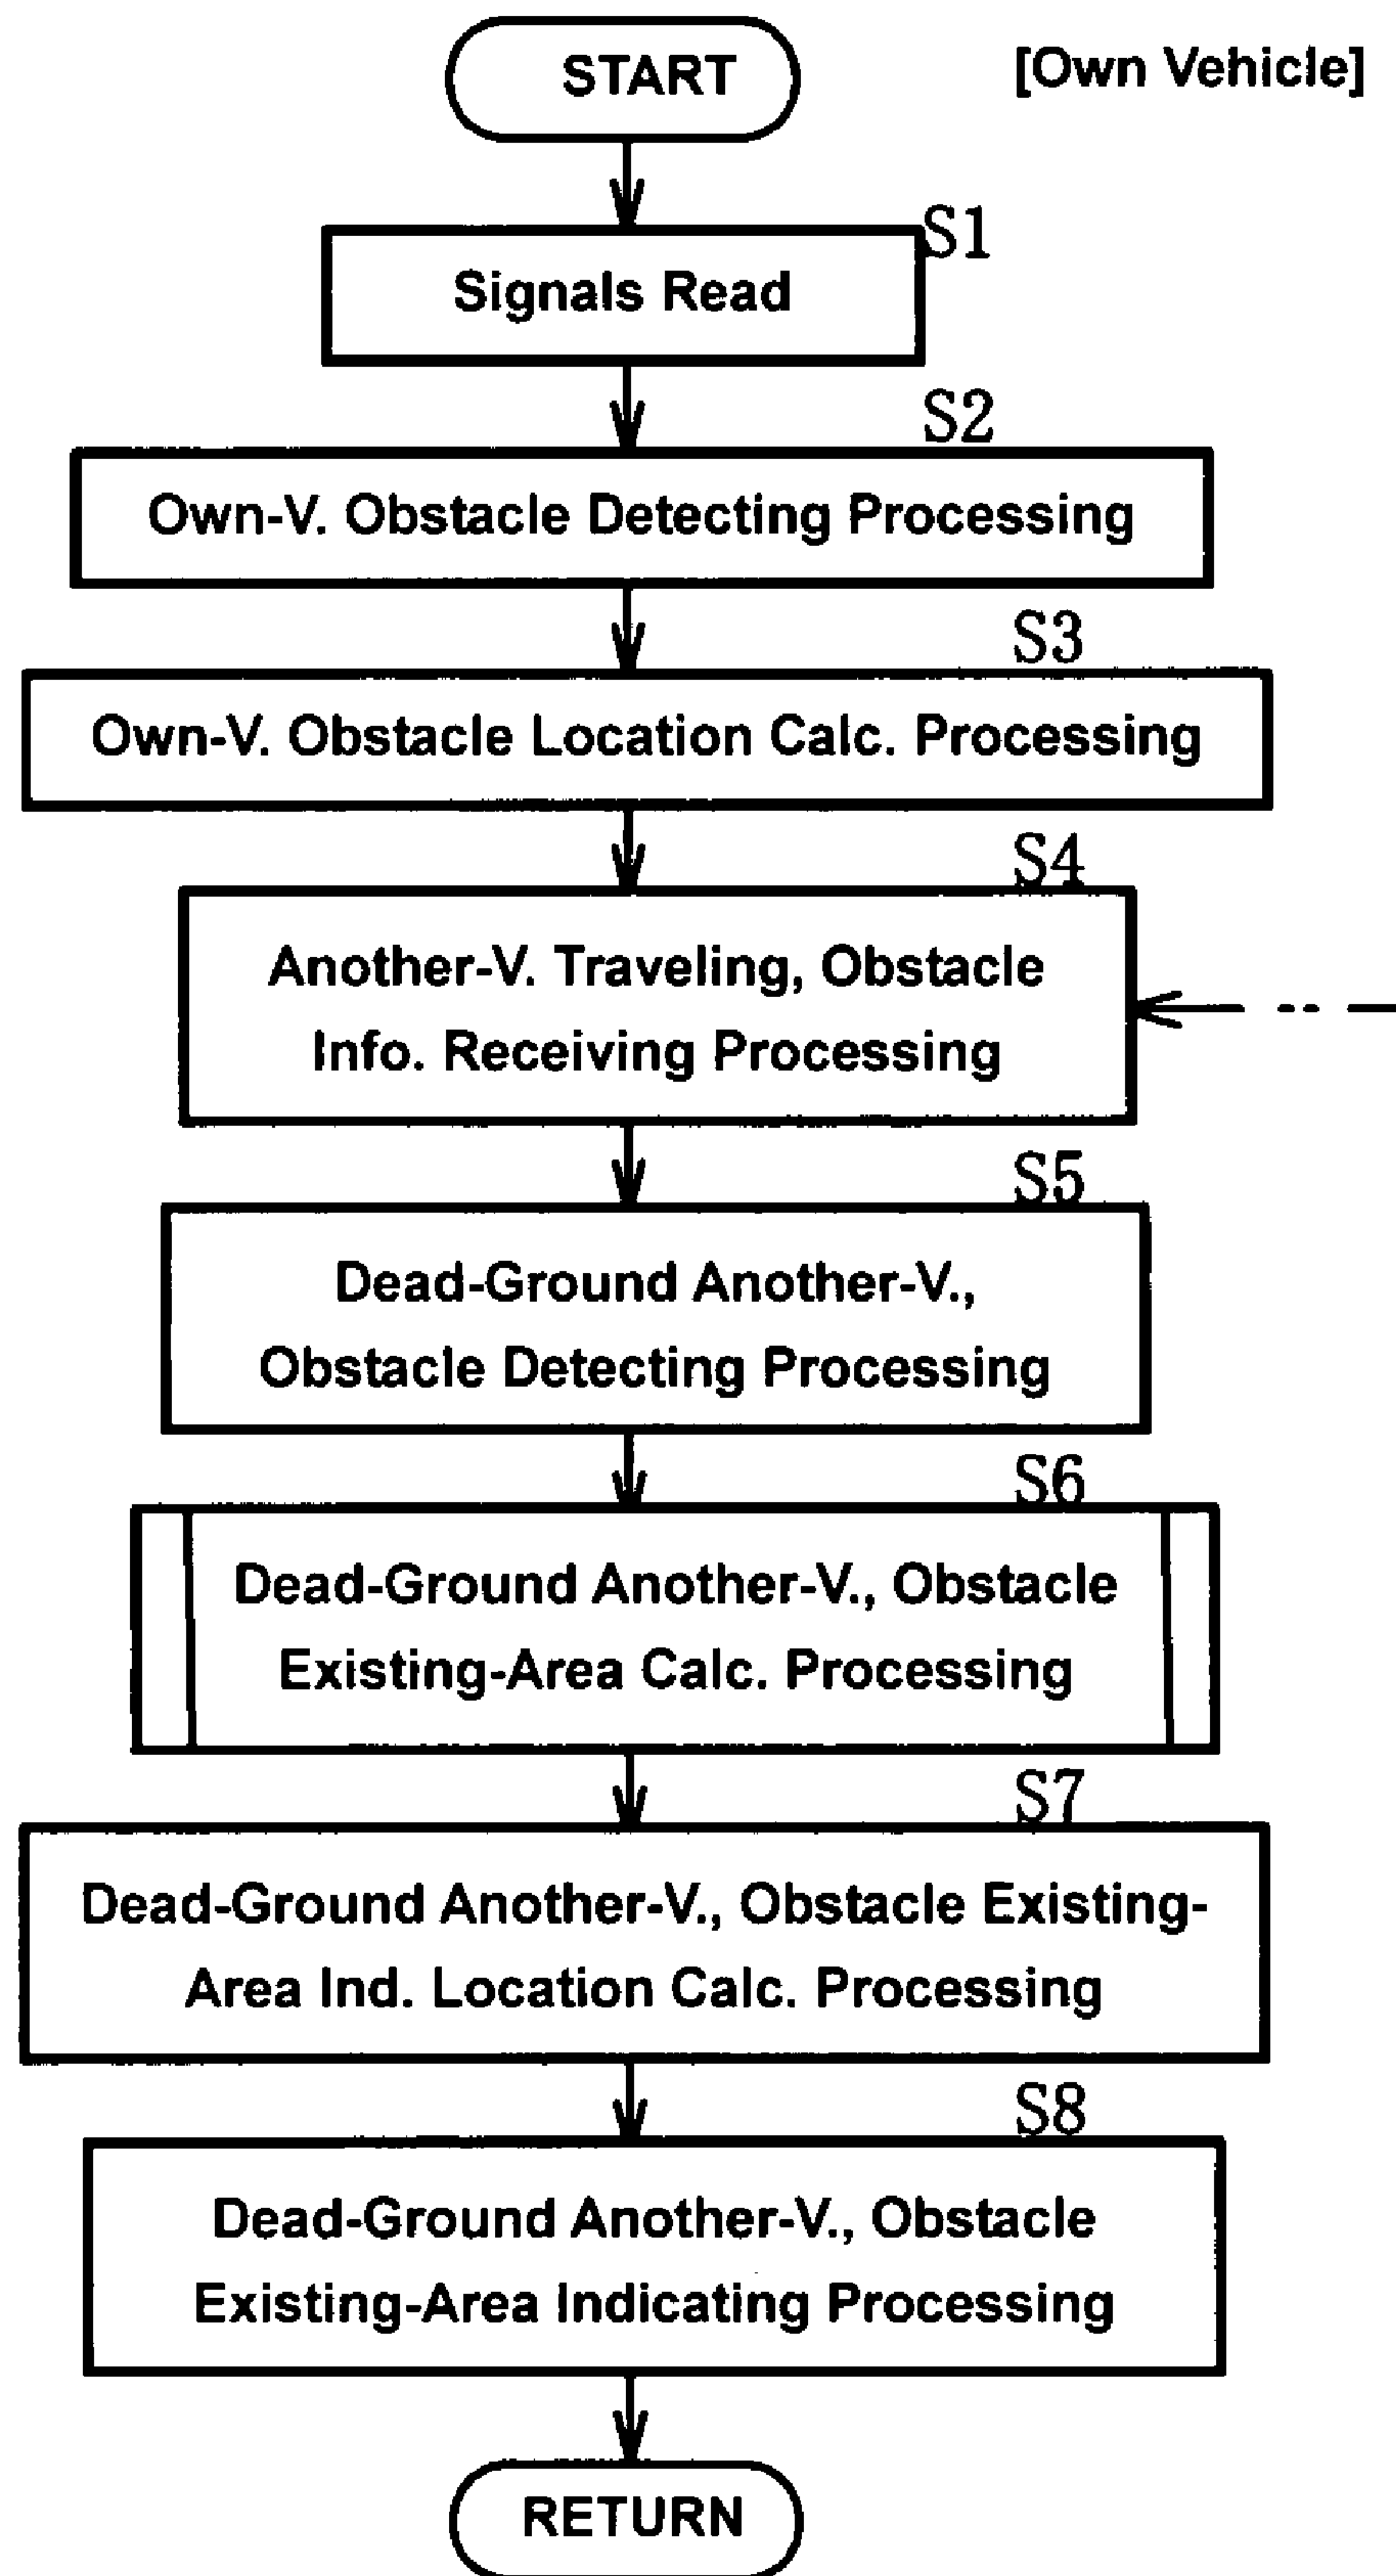 START
[Own Vehicle]
S1
Signals Read
S2
Own-V. Obstacle Detecting Processing
S3
Own-V. Obstacle Location Calc. Processing
S4
Another-V. Traveling, Obstacle
Info. Receiving Processing
S5
Dead-Ground Another-V.,
Obstacle Detecting Processing
S6
Dead-Ground Another-V., Obstacle
Existing-Area Calc. Processing
S7
Dead-Ground Another-V., Obstacle Existing-
Area Ind. Location Calc. Processing
S8
Dead-Ground Another-V., Obstacle
Existing-Area Indicating Processing
RETURN